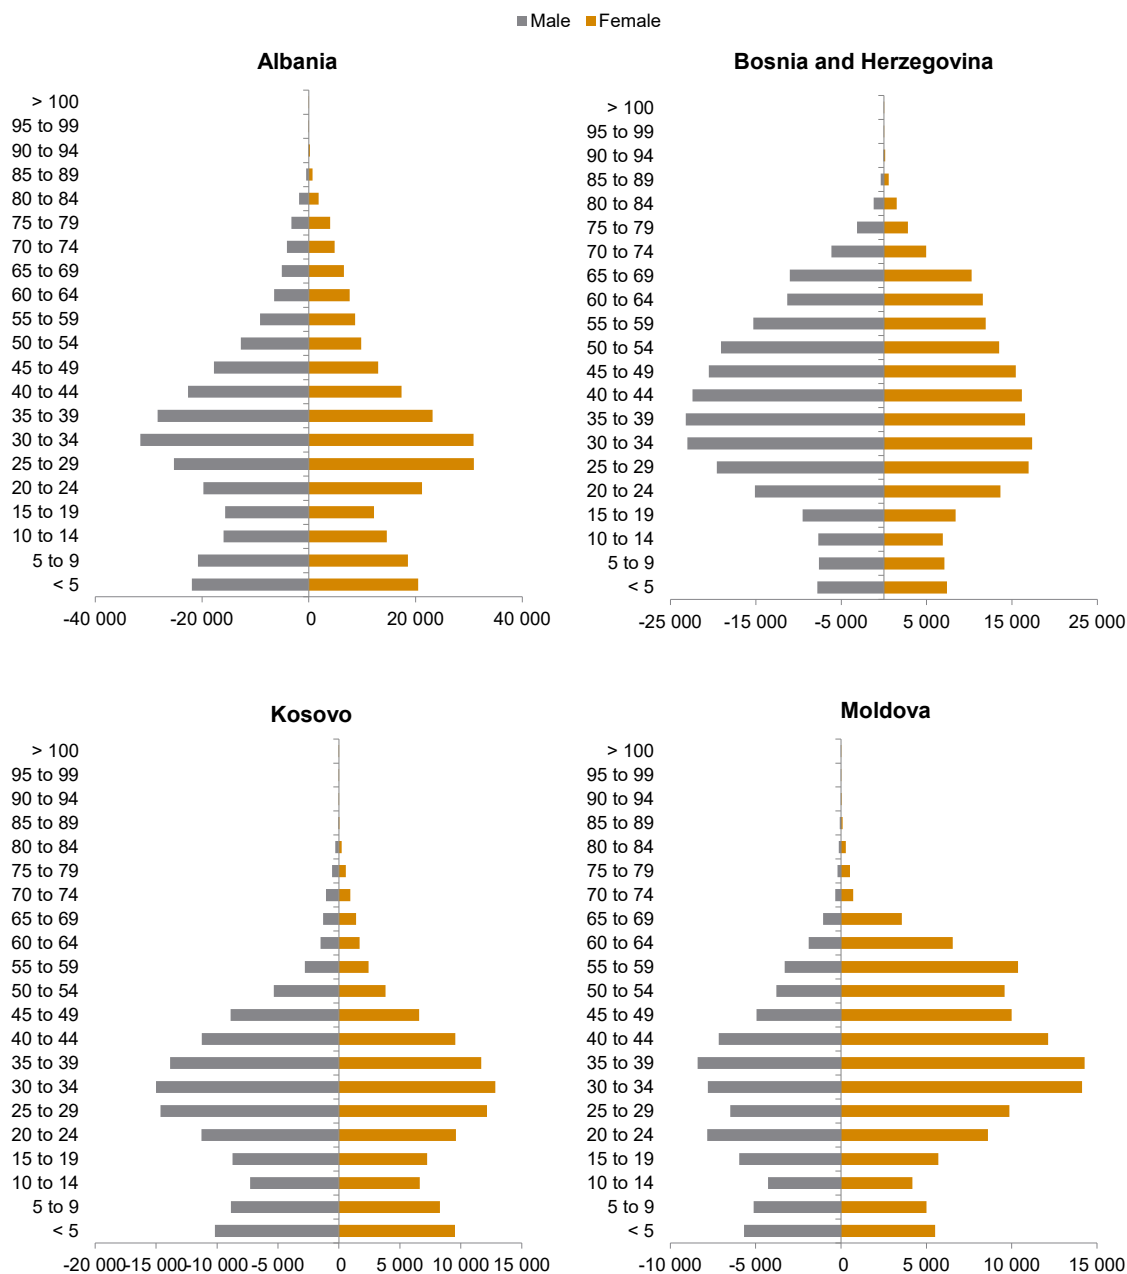 Male Female
Albania
> 100
95 to 99
90 to 94
85 to 89
80 to 84
75 to 79
70 to 74
65 to 69
60 to 64
55 to 59
50 to 54
45 to 49
40 to 44
35 to 39
30 to 34
25 to 29
20 to 24
15 to 19
10 to 14
5 to 9
< 5
-40 000 -20 000 0 20 000 40 000
Bosnia and Herzegovina
> 100
95 to 99
90 to 94
85 to 89
80 to 84
75 to 79
70 to 74
65 to 69
60 to 64
55 to 59
50 to 54
45 to 49
40 to 44
35 to 39
30 to 34
25 to 29
20 to 24
15 to 19
10 to 14
5 to 9
< 5
-25 000 -15 000 -5 000 5 000 15 000 25 000
Kosovo
> 100
95 to 99
90 to 94
85 to 89
80 to 84
75 to 79
70 to 74
65 to 69
60 to 64
55 to 59
50 to 54
45 to 49
40 to 44
35 to 39
30 to 34
25 to 29
20 to 24
15 to 19
10 to 14
5 to 9
< 5
-20 000 -15 000 -10 000 -5 000 0 5 000 10 000 15 000
Moldova
> 100
95 to 99
90 to 94
85 to 89
80 to 84
75 to 79
70 to 74
65 to 69
60 to 64
55 to 59
50 to 54
45 to 49
40 to 44
35 to 39
30 to 34
25 to 29
20 to 24
15 to 19
10 to 14
5 to 9
< 5
-10 000 -5 000 0 5 000 10 000 15 000